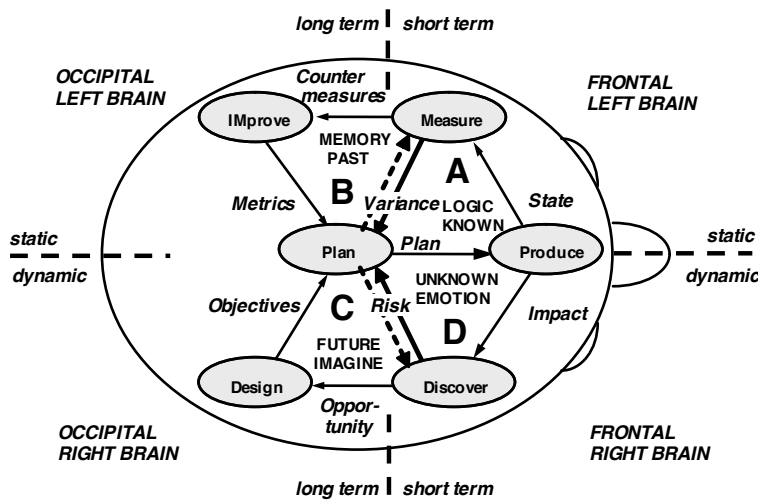 long term short term
OCCIPITAL
LEFT BRAIN
Counter
measures
FRONTAL
LEFT BRAIN
IMprove
Measure
MEMORY
PAST
A
B
Metrics
Variance
State
LOGIC
KNOWN
static
dynamic
Plan
Plan
Produce
static
dynamic
UNKNOWN
EMOTION
Objectives
C
Risk
D
Impact
FUTURE
IMAGINE
Design
Discover
Oppor-
tunity
OCCIPITAL
RIGHT BRAIN
FRONTAL
RIGHT BRAIN
long term short term